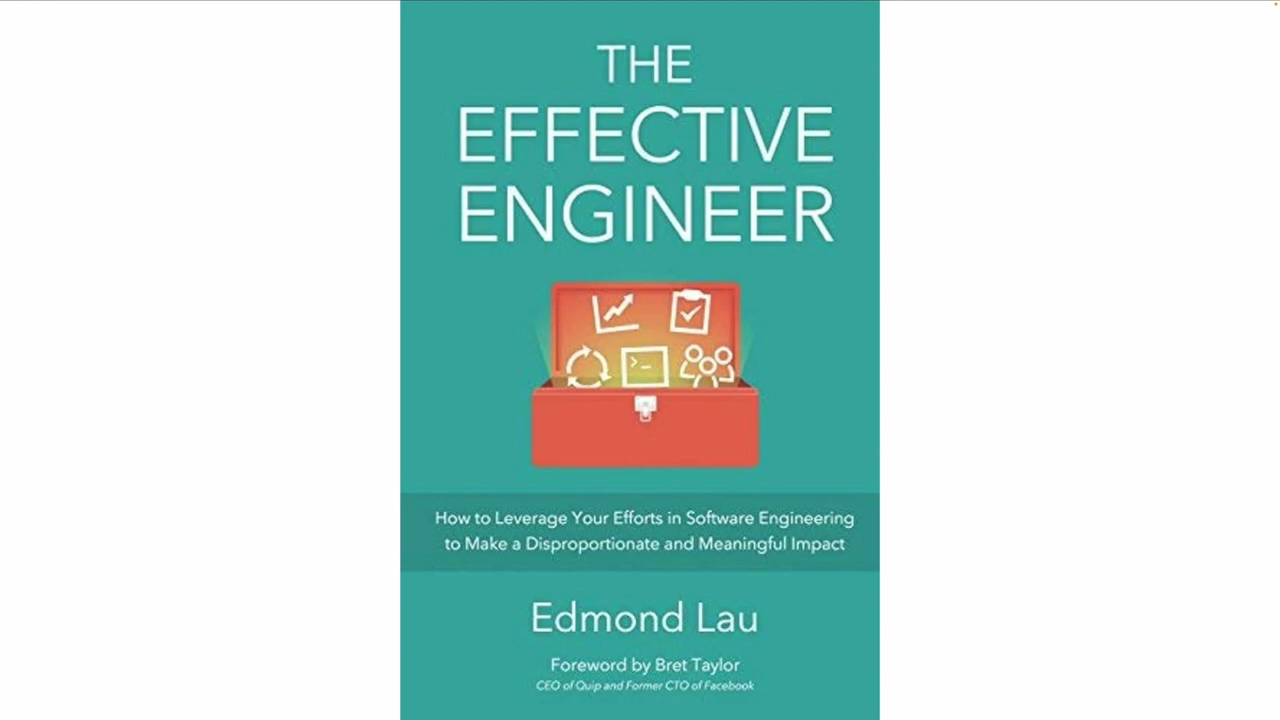 THE
EFFECTIVE
ENGINEER
How to Leverage Your Efforts in Software Engineering
to Make a Disproportionate and Meaningful Impact
Edmond Lau
Foreword by Bret Taylor
CEO of Quip and Former CTO of Facebook